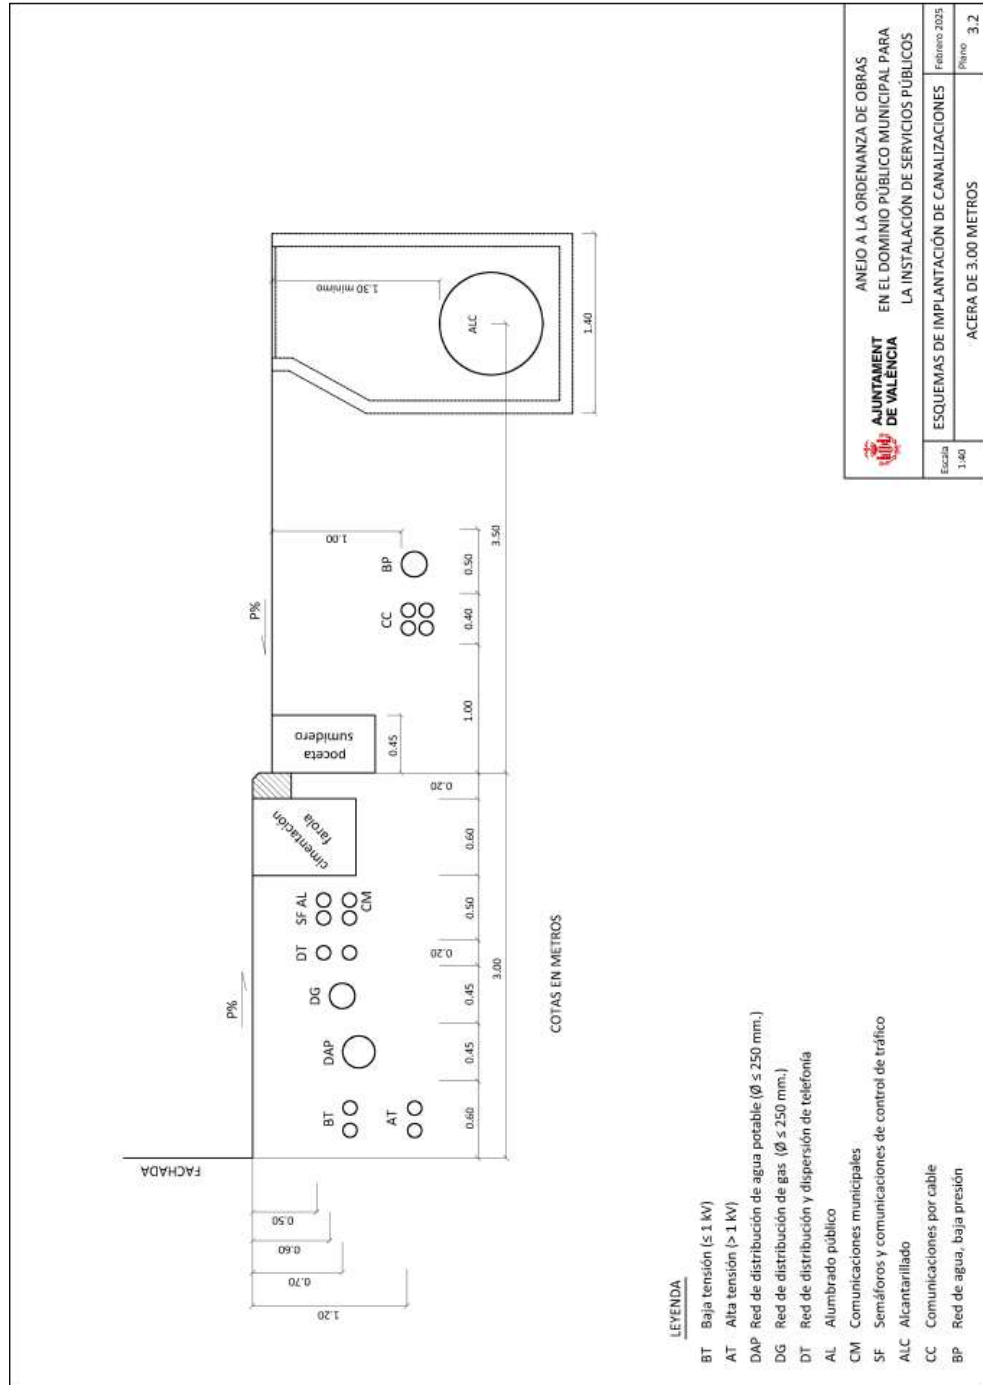 FACHADA
P%
P%
0.50
0.60
0.70
1.20
BT
AT
DAP
DG
DT
SF AL
CM
cimentación
farola
poceta
sumidero
0.45
CC
BP
1.00
ALC
1.30 mínimo
1.40
0.60
0.45
0.45
0.20
0.50
0.60
0.20
1.00
0.40
0.50
3.00
3.50
COTAS EN METROS
LEYENDA
BT Baja tensión (≤ 1 kV)
AT Alta tensión (> 1 kV)
DAP Red de distribución de agua potable (Ø ≤ 250 mm.)
DG Red de distribución de gas (Ø ≤ 250 mm.)
DT Red de distribución y dispersión de telefonía
AL Alumbrado público
CM Comunicaciones municipales
SF Semáforos y comunicaciones de control de tráfico
ALC Alcantarillado
CC Comunicaciones por cable
BP Red de agua, baja presión
AJUNTAMENT
DE VALÈNCIA
ANEJO A LA ORDENANZA DE OBRAS
EN EL DOMINIO PÚBLICO MUNICIPAL PARA
LA INSTALACIÓN DE SERVICIOS PÚBLICOS
Escala
1:40
ESQUEMAS DE IMPLANTACIÓN DE CANALIZACIONES
ACERA DE 3.00 METROS
Febrero 2025
Plano
3.2